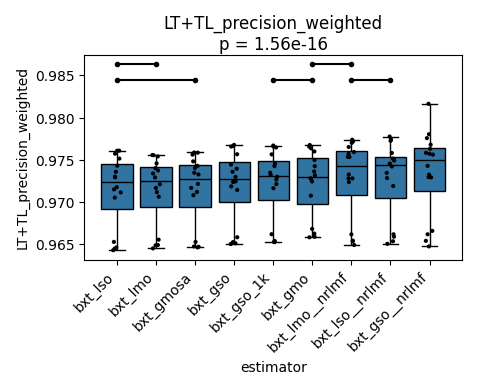 LT+TL_precision_weighted
p = 1.56e-16
LT+TL_precision_weighted
0.985
0.980
0.975
0.970
0.965
bxt_lso
bxt_lmo
bxt_gmosa
bxt_gso
bxt_gso_1k
bxt_gmo
bxt_lmo__nrlmf
bxt_lso__nrlmf
bxt_gso__nrlmf
estimator